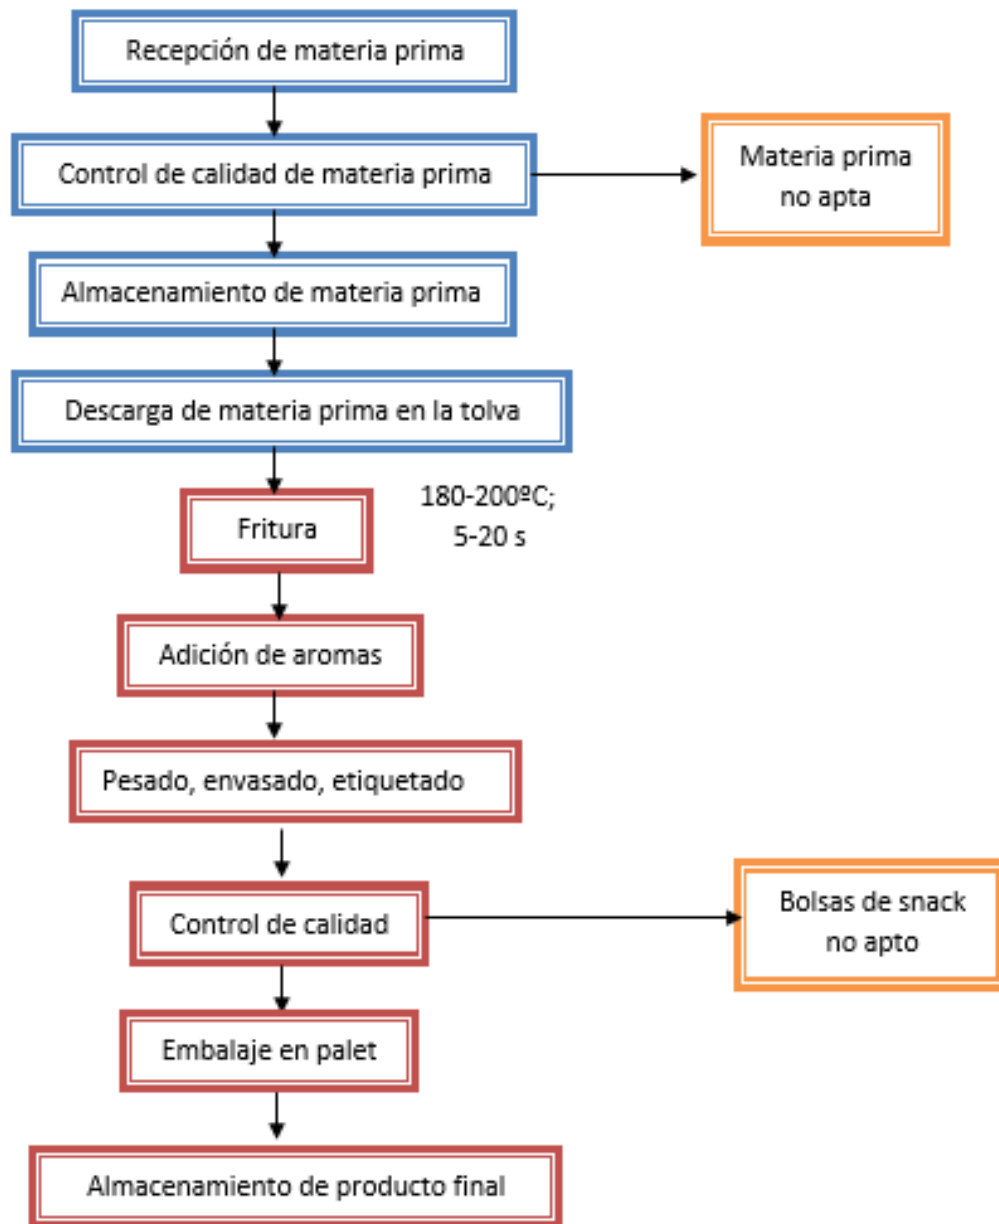 Recepción de materia prima
Control de calidad de materia prima
Materia prima
no apta
Almacenamiento de materia prima
Descarga de materia prima en la tolva
180-200ºC;
5-20 s
Fritura
Adición de aromas
Pesado, envasado, etiquetado
Control de calidad
Bolsas de snack
no apto
Embalaje en palet
Almacenamiento de producto final